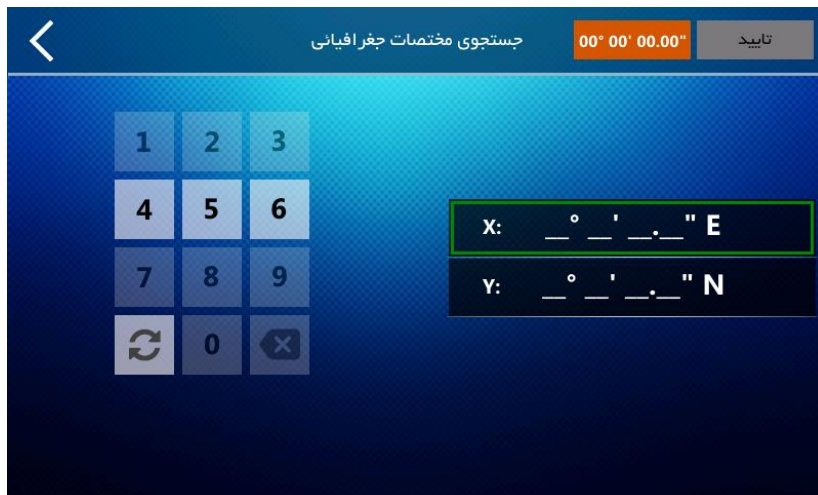 جستجوی مختصات جغرافیائی
00° 00' 00.00"
تایید
1 2 3
4 5 6
7 8 9
0
X: __° __' __.__" E
Y: __° __' __.__" N